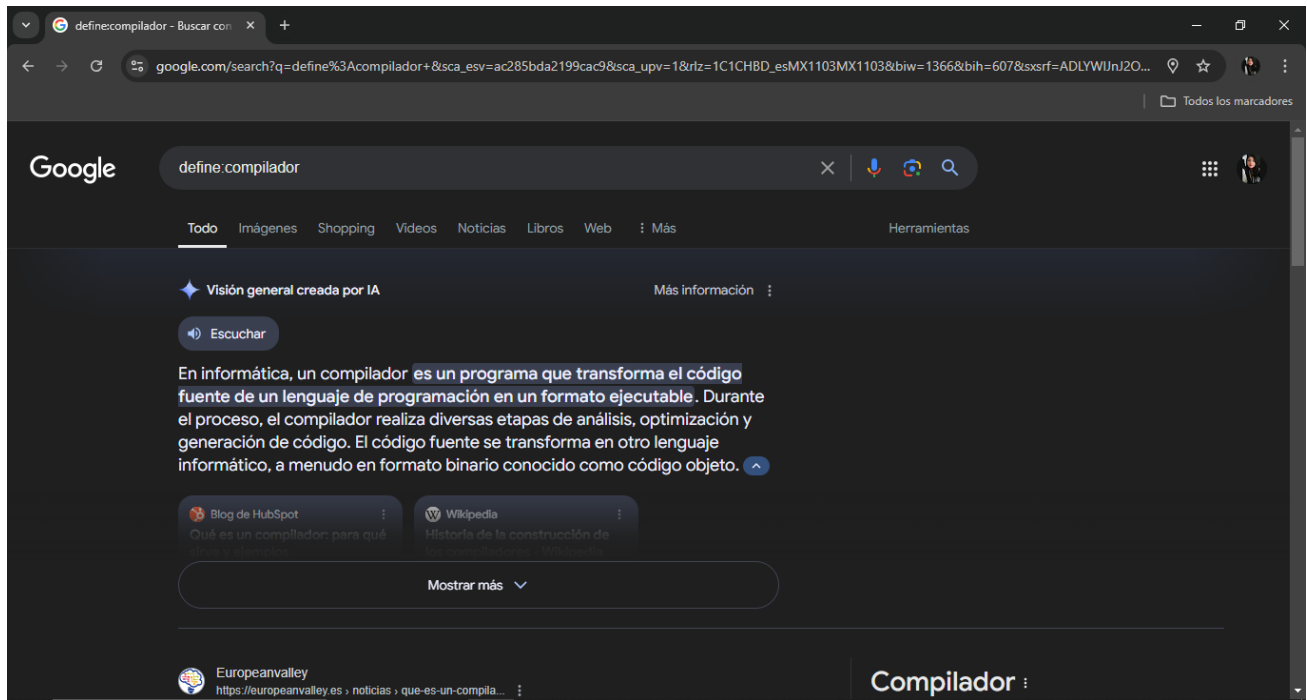 define:compilador - Buscar con
google.com/search?q=define%3Acompilador+&sca_esv=ac285bda2199cac9&sca_upv=1&rlz=1C1CHBD_esMX1103MX1103&biw=1366&bih=607&sxsrf=ADLYWIJnJ2O...
Todos los marcadores
Google
define:compilador
Todo Imágenes Shopping Videos Noticias Libros Web Más Herramientas
Visión general creada por IA Más información
Escuchar
En informática, un compilador es un programa que transforma el código
fuente de un lenguaje de programación en un formato ejecutable. Durante
el proceso, el compilador realiza diversas etapas de análisis, optimización y
generación de código. El código fuente se transforma en otro lenguaje
informático, a menudo en formato binario conocido como código objeto.
Blog de HubSpot
Qué es un compilador: para qué
sirve y ejemplos
Wikipedia
Historia de la construcción de
los compiladores - Wikipedia
Mostrar más
Europeanvalley
https://europeanvalley.es › noticias › que-es-un-compila...
Compilador